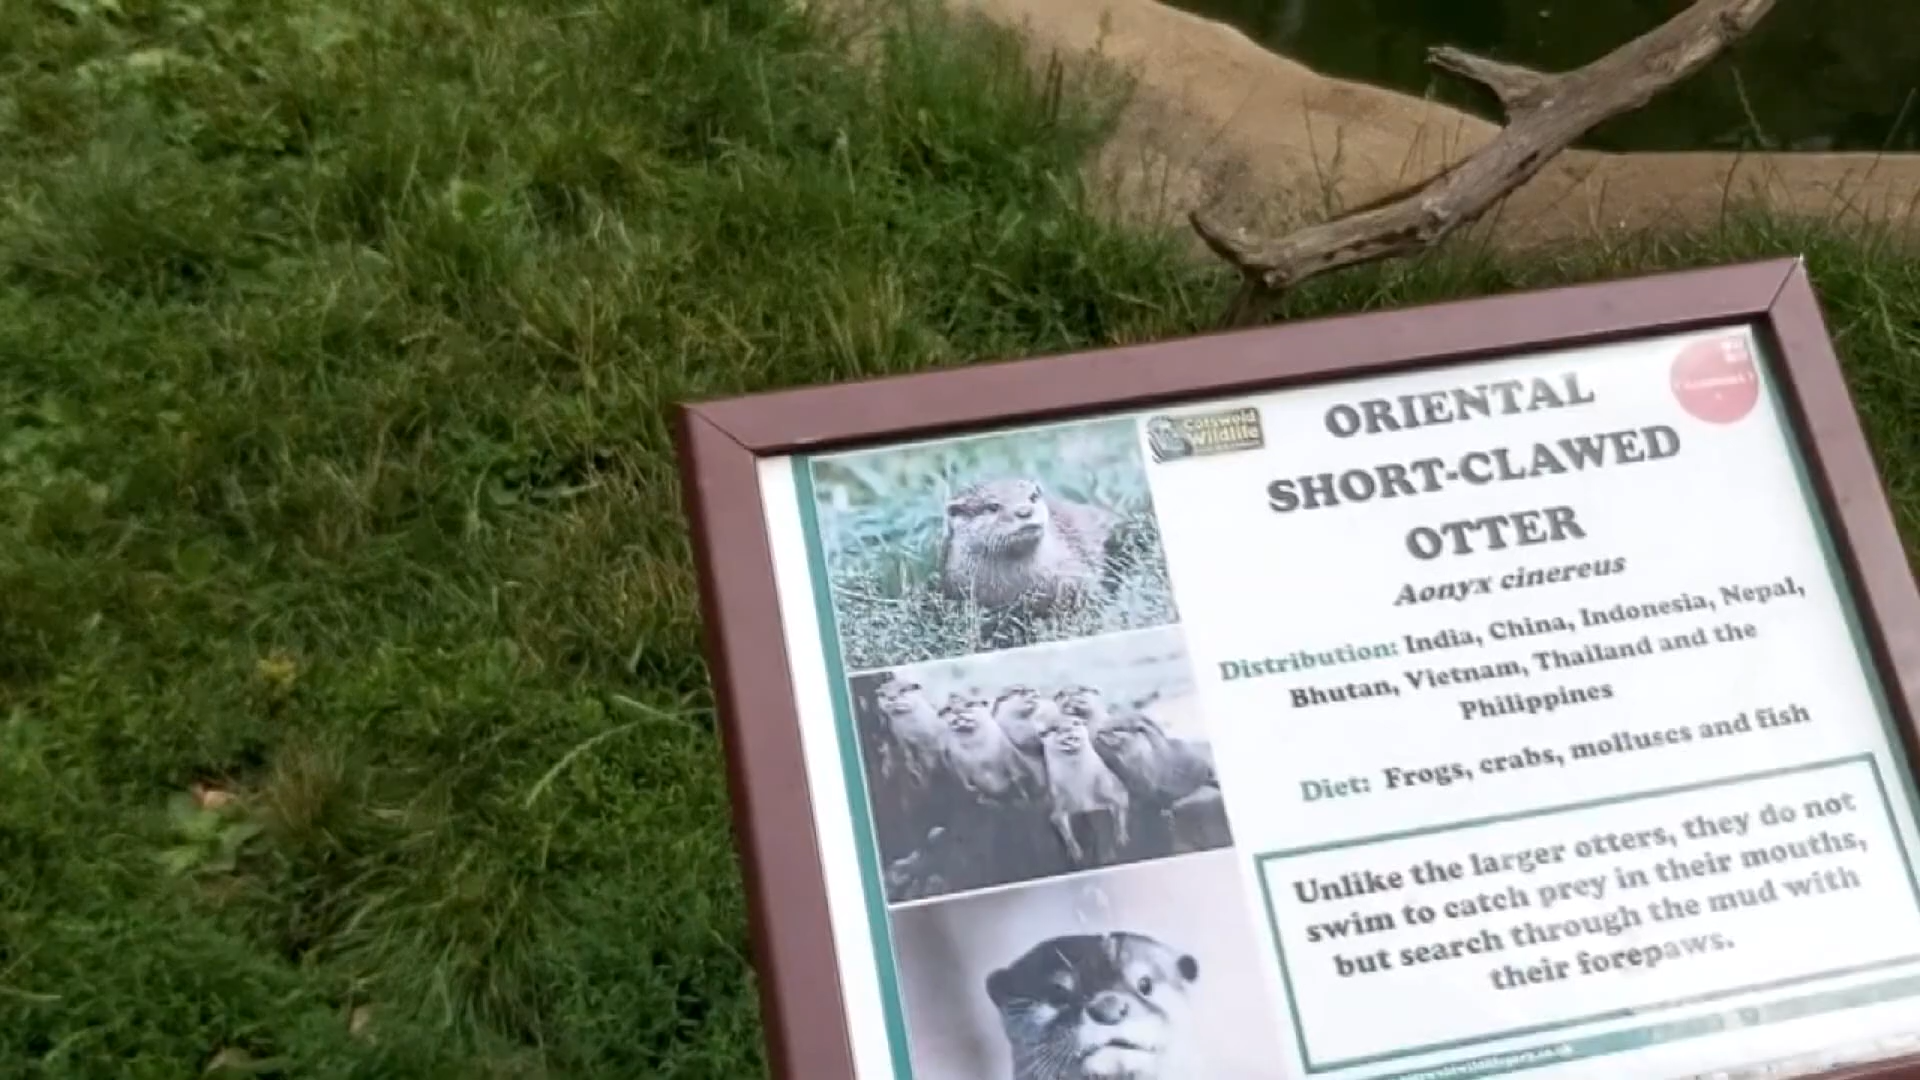 Cotswold
Wildlife
ORIENTAL
SHORT-CLAWED
OTTER
Aonyx cinereus
Distribution: India, China, Indonesia, Nepal,
Bhutan, Vietnam, Thailand and the
Philippines
Diet: Frogs, crabs, molluscs and fish
Unlike the larger otters, they do not
swim to catch prey in their mouths,
but search through the mud with
their forepaws.